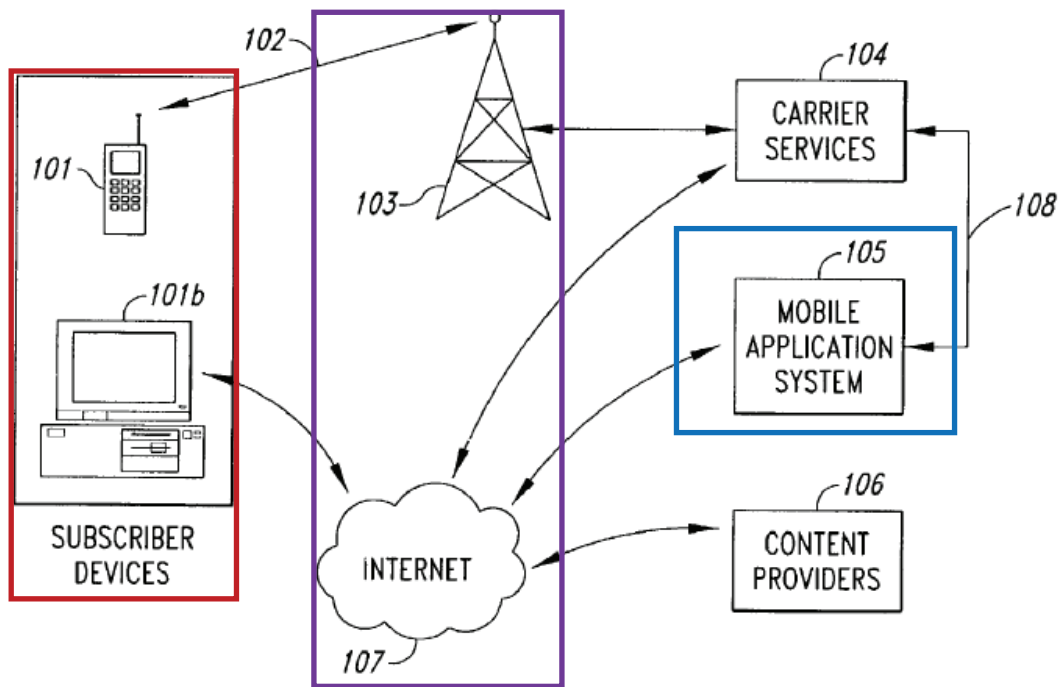 102
104
CARRIER
SERVICES
101
103
108
105
101b
MOBILE
APPLICATION
SYSTEM
106
SUBSCRIBER
DEVICES
INTERNET
CONTENT
PROVIDERS
107